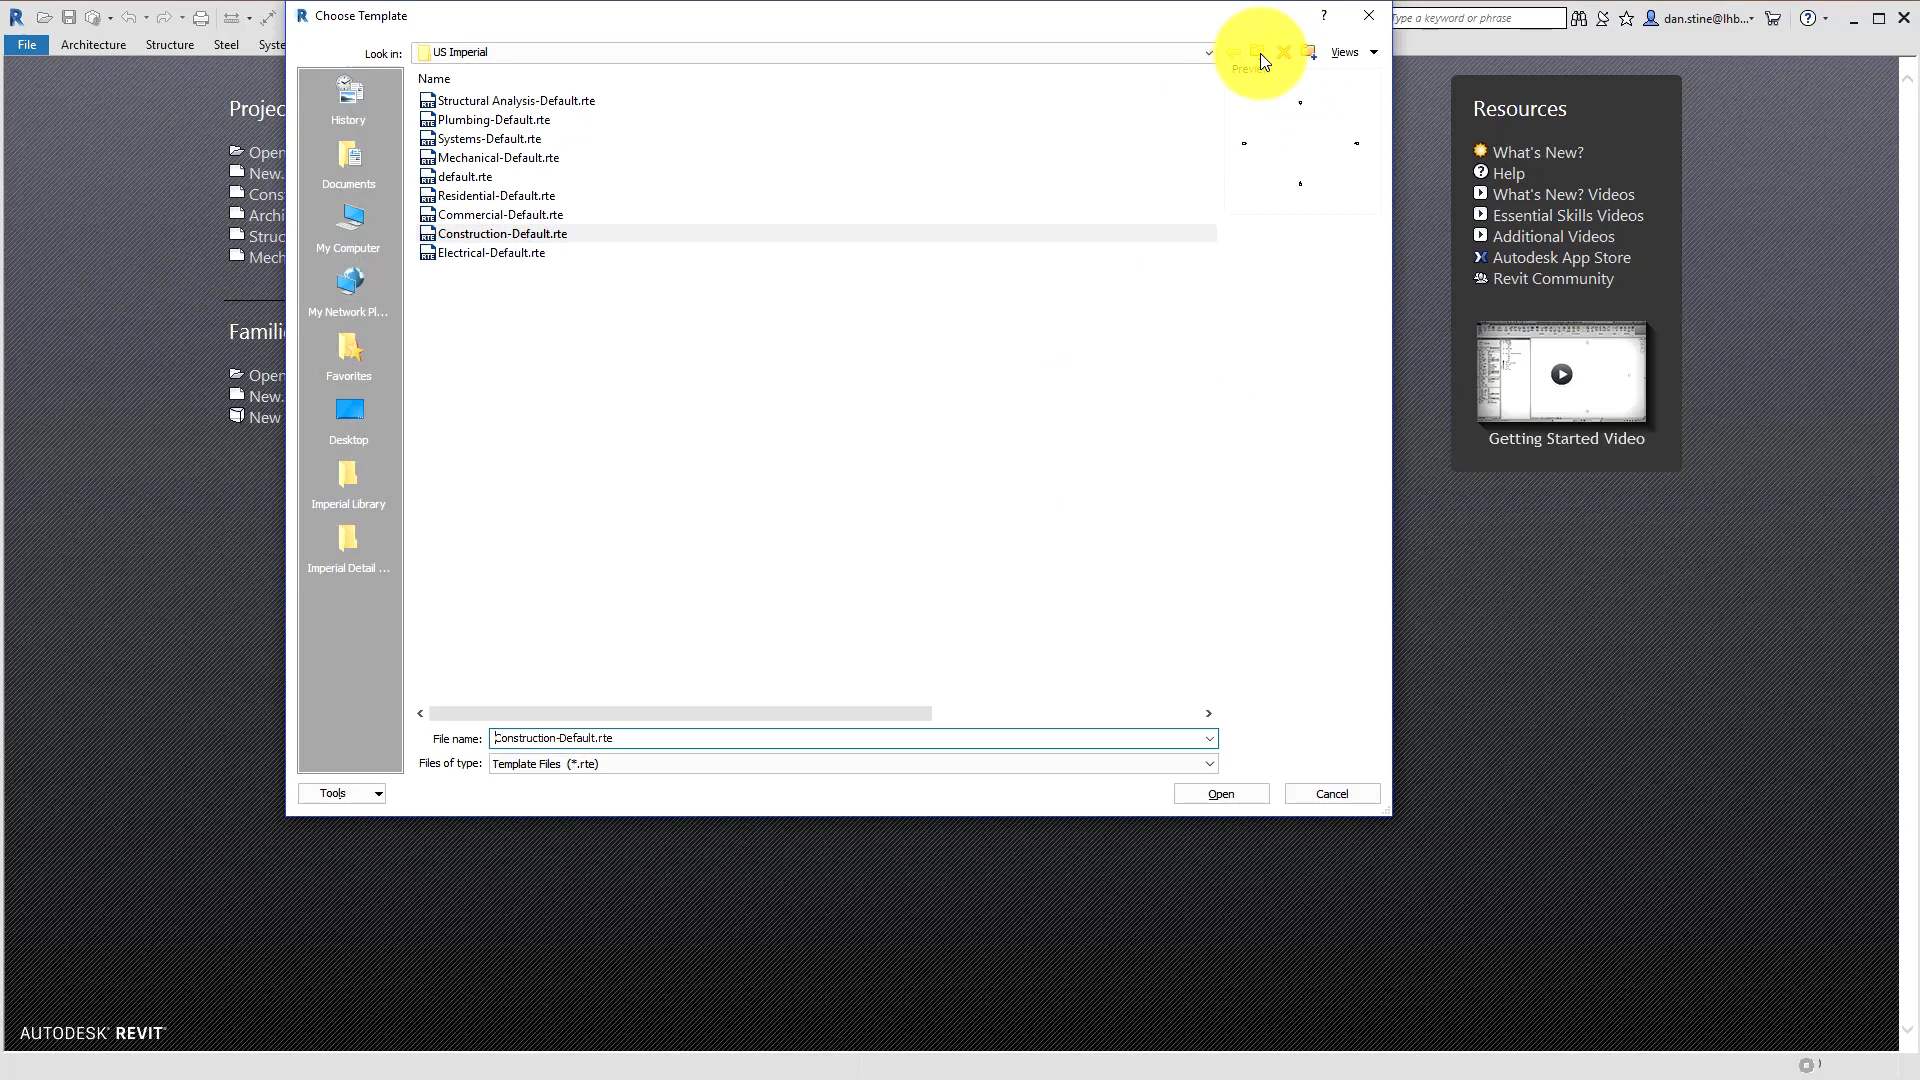 Choose Template
?
Type a keyword or phrase
dan.stine@lhb...
File
Architecture
Structure
Steel
Look in:
US Imperial
Views
Name
Structural Analysis-Default.rte
Plumbing-Default.rte
Systems-Default.rte
Mechanical-Default.rte
default.rte
Residential-Default.rte
Commercial-Default.rte
Construction-Default.rte
Electrical-Default.rte
History
Documents
My Computer
My Network Pl...
Favorites
Desktop
Imperial Library
Imperial Detail ...
Open
New.
Open
New.
New
File name:
Construction-Default.rte
Files of type:
Template Files (*.rte)
Tools
Open
Cancel
Resources
What's New?
Help
What's New? Videos
Essential Skills Videos
Additional Videos
Autodesk App Store
Revit Community
Getting Started Video
AUTODESK® REVIT®